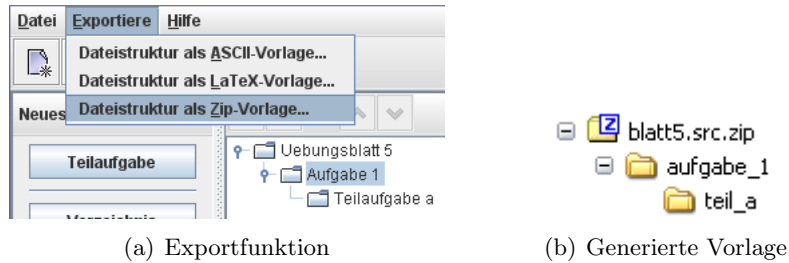 Datei Exportiere Hilfe
Dateistruktur als ASCII-Vorlage...
Dateistruktur als LaTeX-Vorlage...
Dateistruktur als Zip-Vorlage...
Neues
Teilaufgabe
Verzeichnis
Uebungsblatt 5
Aufgabe 1
Teilaufgabe a
(a) Exportfunktion
Z blatt5.src.zip
aufgabe_1
teil_a
(b) Generierte Vorlage